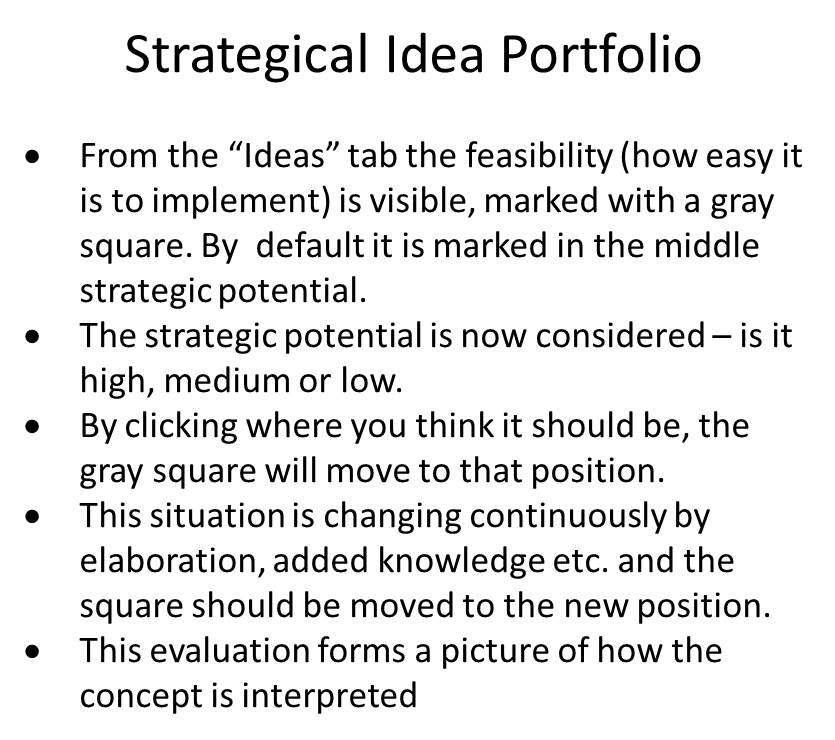 Strategical Idea Portfolio
• From the “Ideas” tab the feasibility (how easy it
is to implement) is visible, marked with a gray
square. By  default it is marked in the middle
strategic potential.
• The strategic potential is now considered – is it
high, medium or low.
• By clicking where you think it should be, the
gray square will move to that position.
• This situation is changing continuously by
elaboration, added knowledge etc. and the
square should be moved to the new position.
• This evaluation forms a picture of how the
concept is interpreted